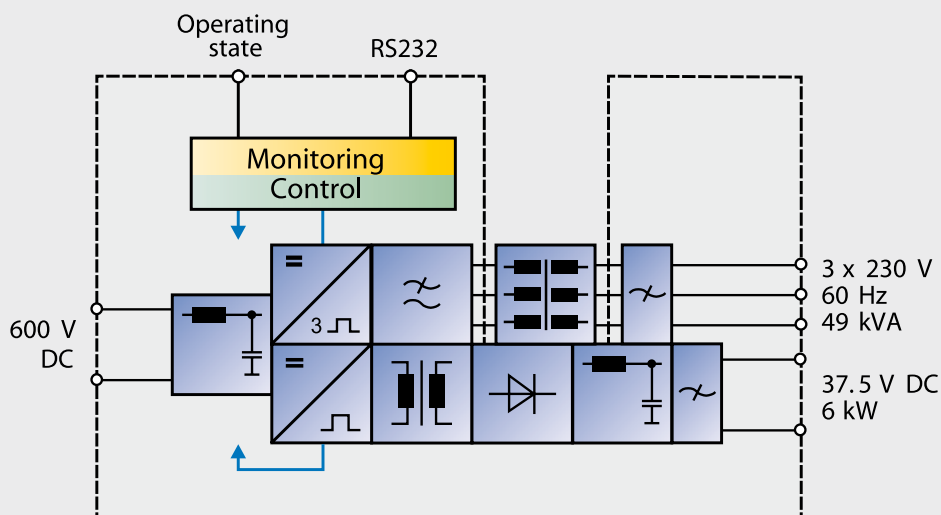 Operating
state
RS232
Monitoring
Control
3
600 V
DC
3 x 230 V
60 Hz
49 kVA
37.5 V DC
6 kW